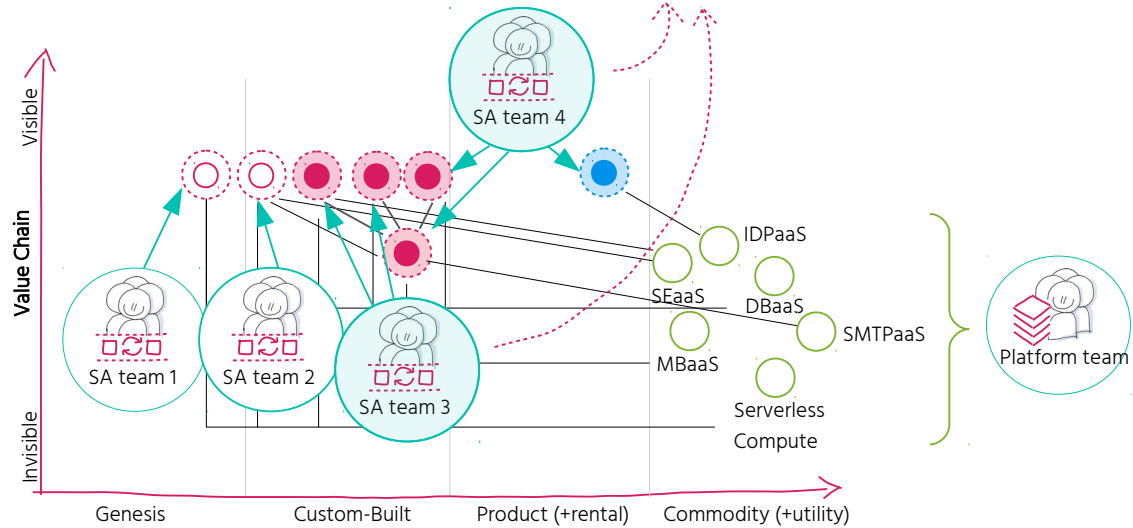 SA team 4
Visible
Value Chain
Invisible
IDPaaS
SEaaS
DBaaS
SMTPaaS
MBaaS
Serverless
Compute
SA team 1
SA team 2
SA team 3
Platform team
Genesis
Custom-Built
Product (+rental)
Commodity (+utility)